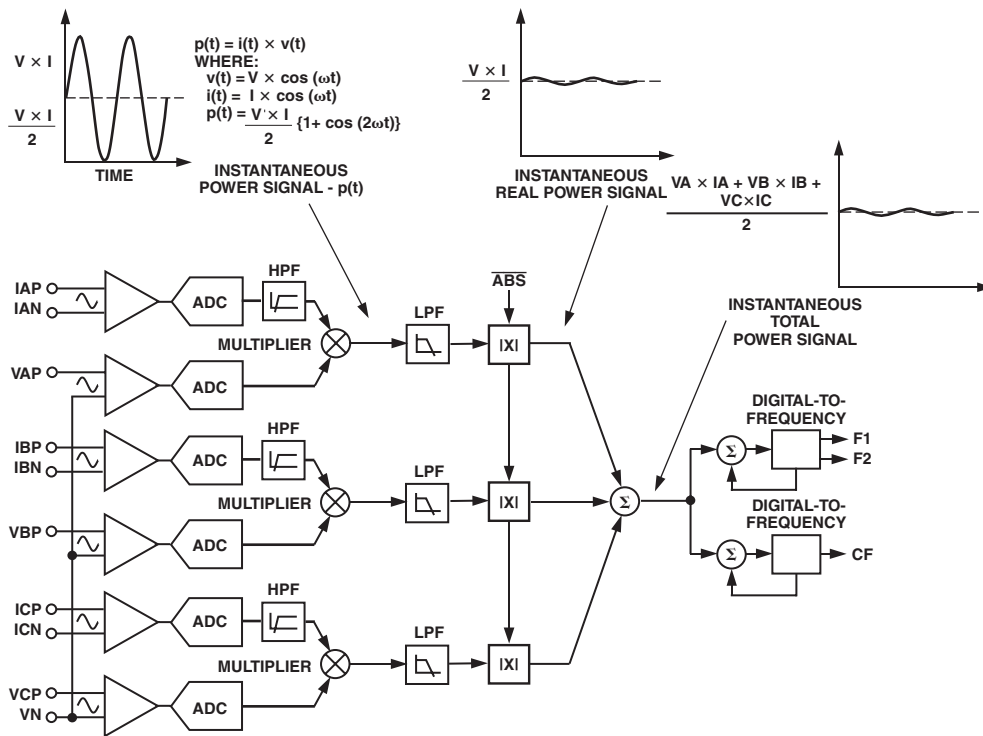 V × I
V × I
2
TIME
p(t) = i(t) × v(t)
WHERE:
v(t) = V × cos (ωt)
i(t) = I × cos (ωt)
p(t) = V × I
2
{1+ cos (2ωt)}
INSTANTANEOUS
POWER SIGNAL - p(t)
V × I
2
INSTANTANEOUS
REAL POWER SIGNAL
VA × IA + VB × IB +
VC×IC
2
INSTANTANEOUS
TOTAL
POWER SIGNAL
IAP
IAN
ADC
HPF
MULTIPLIER
LPF
ABS
|X|
VAP
ADC
IBP
IBN
ADC
HPF
MULTIPLIER
LPF
|X|
Σ
VBP
ADC
ICP
ICN
ADC
HPF
MULTIPLIER
LPF
|X|
VCP
VN
ADC
DIGITAL-TO-
FREQUENCY
Σ
F1
F2
DIGITAL-TO-
FREQUENCY
Σ
CF